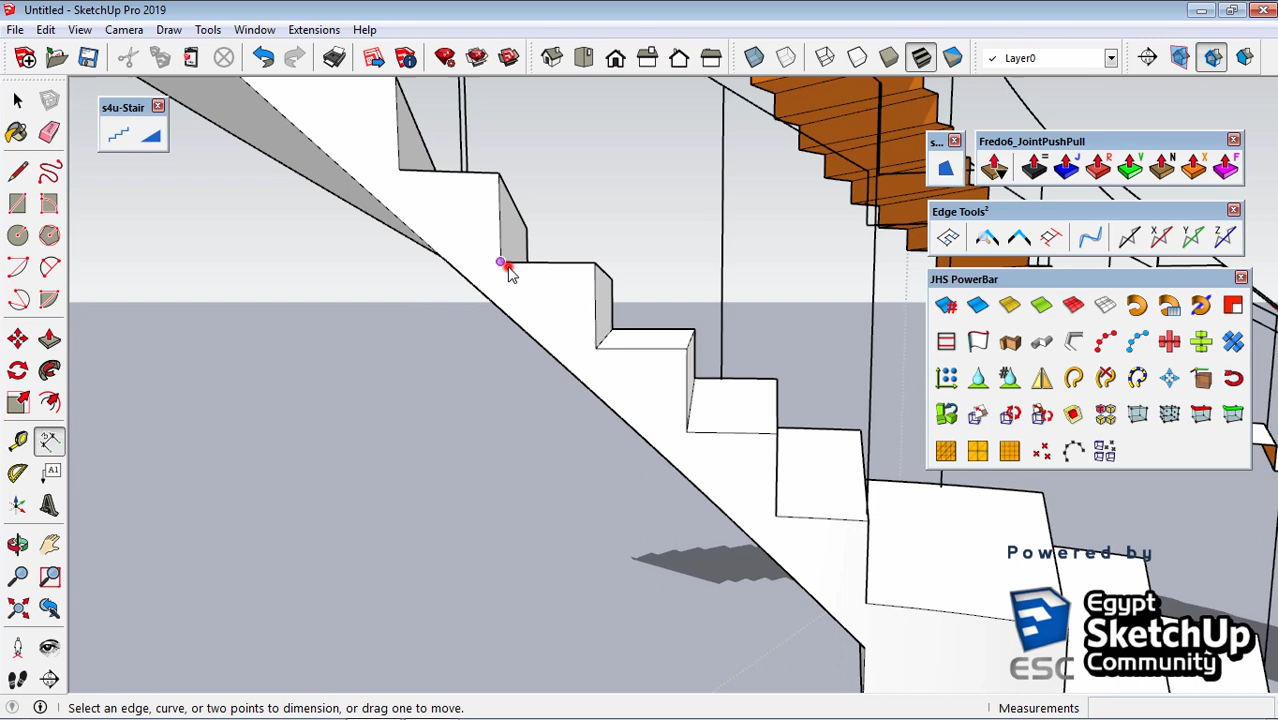 Untitled - SketchUp Pro 2019
File Edit View Camera Draw Tools Window Extensions Help
Layer0
s4u-Stair
s...
Fredo6_JointPushPull
= J R V N X F
Edge Tools²
X Y Z
JHS PowerBar
A1
Powered by
Egypt
SketchUp
Community
ESC
Select an edge, curve, or two points to dimension, or drag one to move.
Measurements